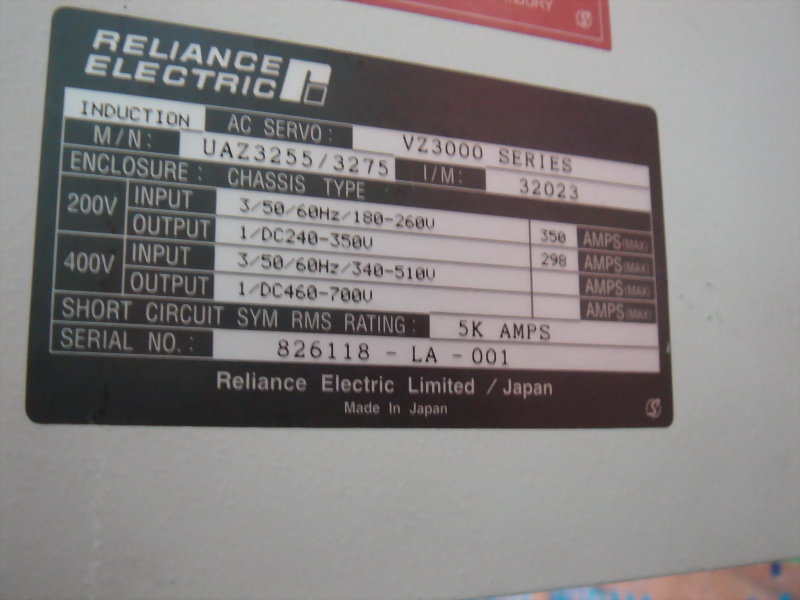 INJURY
RELIANCE
ELECTRIC
INDUCTION AC SERVO: VZ3000 SERIES
M/N: UAZ3255/3275 I/M: 32023
ENCLOSURE: CHASSIS TYPE
200V INPUT 3/50/60Hz/180-260V 350 AMPS(MAX)
OUTPUT 1/DC240-350V 298 AMPS(MAX)
400V INPUT 3/50/60Hz/340-510V AMPS(MAX)
OUTPUT 1/DC460-700V AMPS(MAX)
SHORT CIRCUIT SYM RMS RATING: 5K AMPS
SERIAL NO.: 826118 - LA - 001
Reliance Electric Limited / Japan
Made In Japan